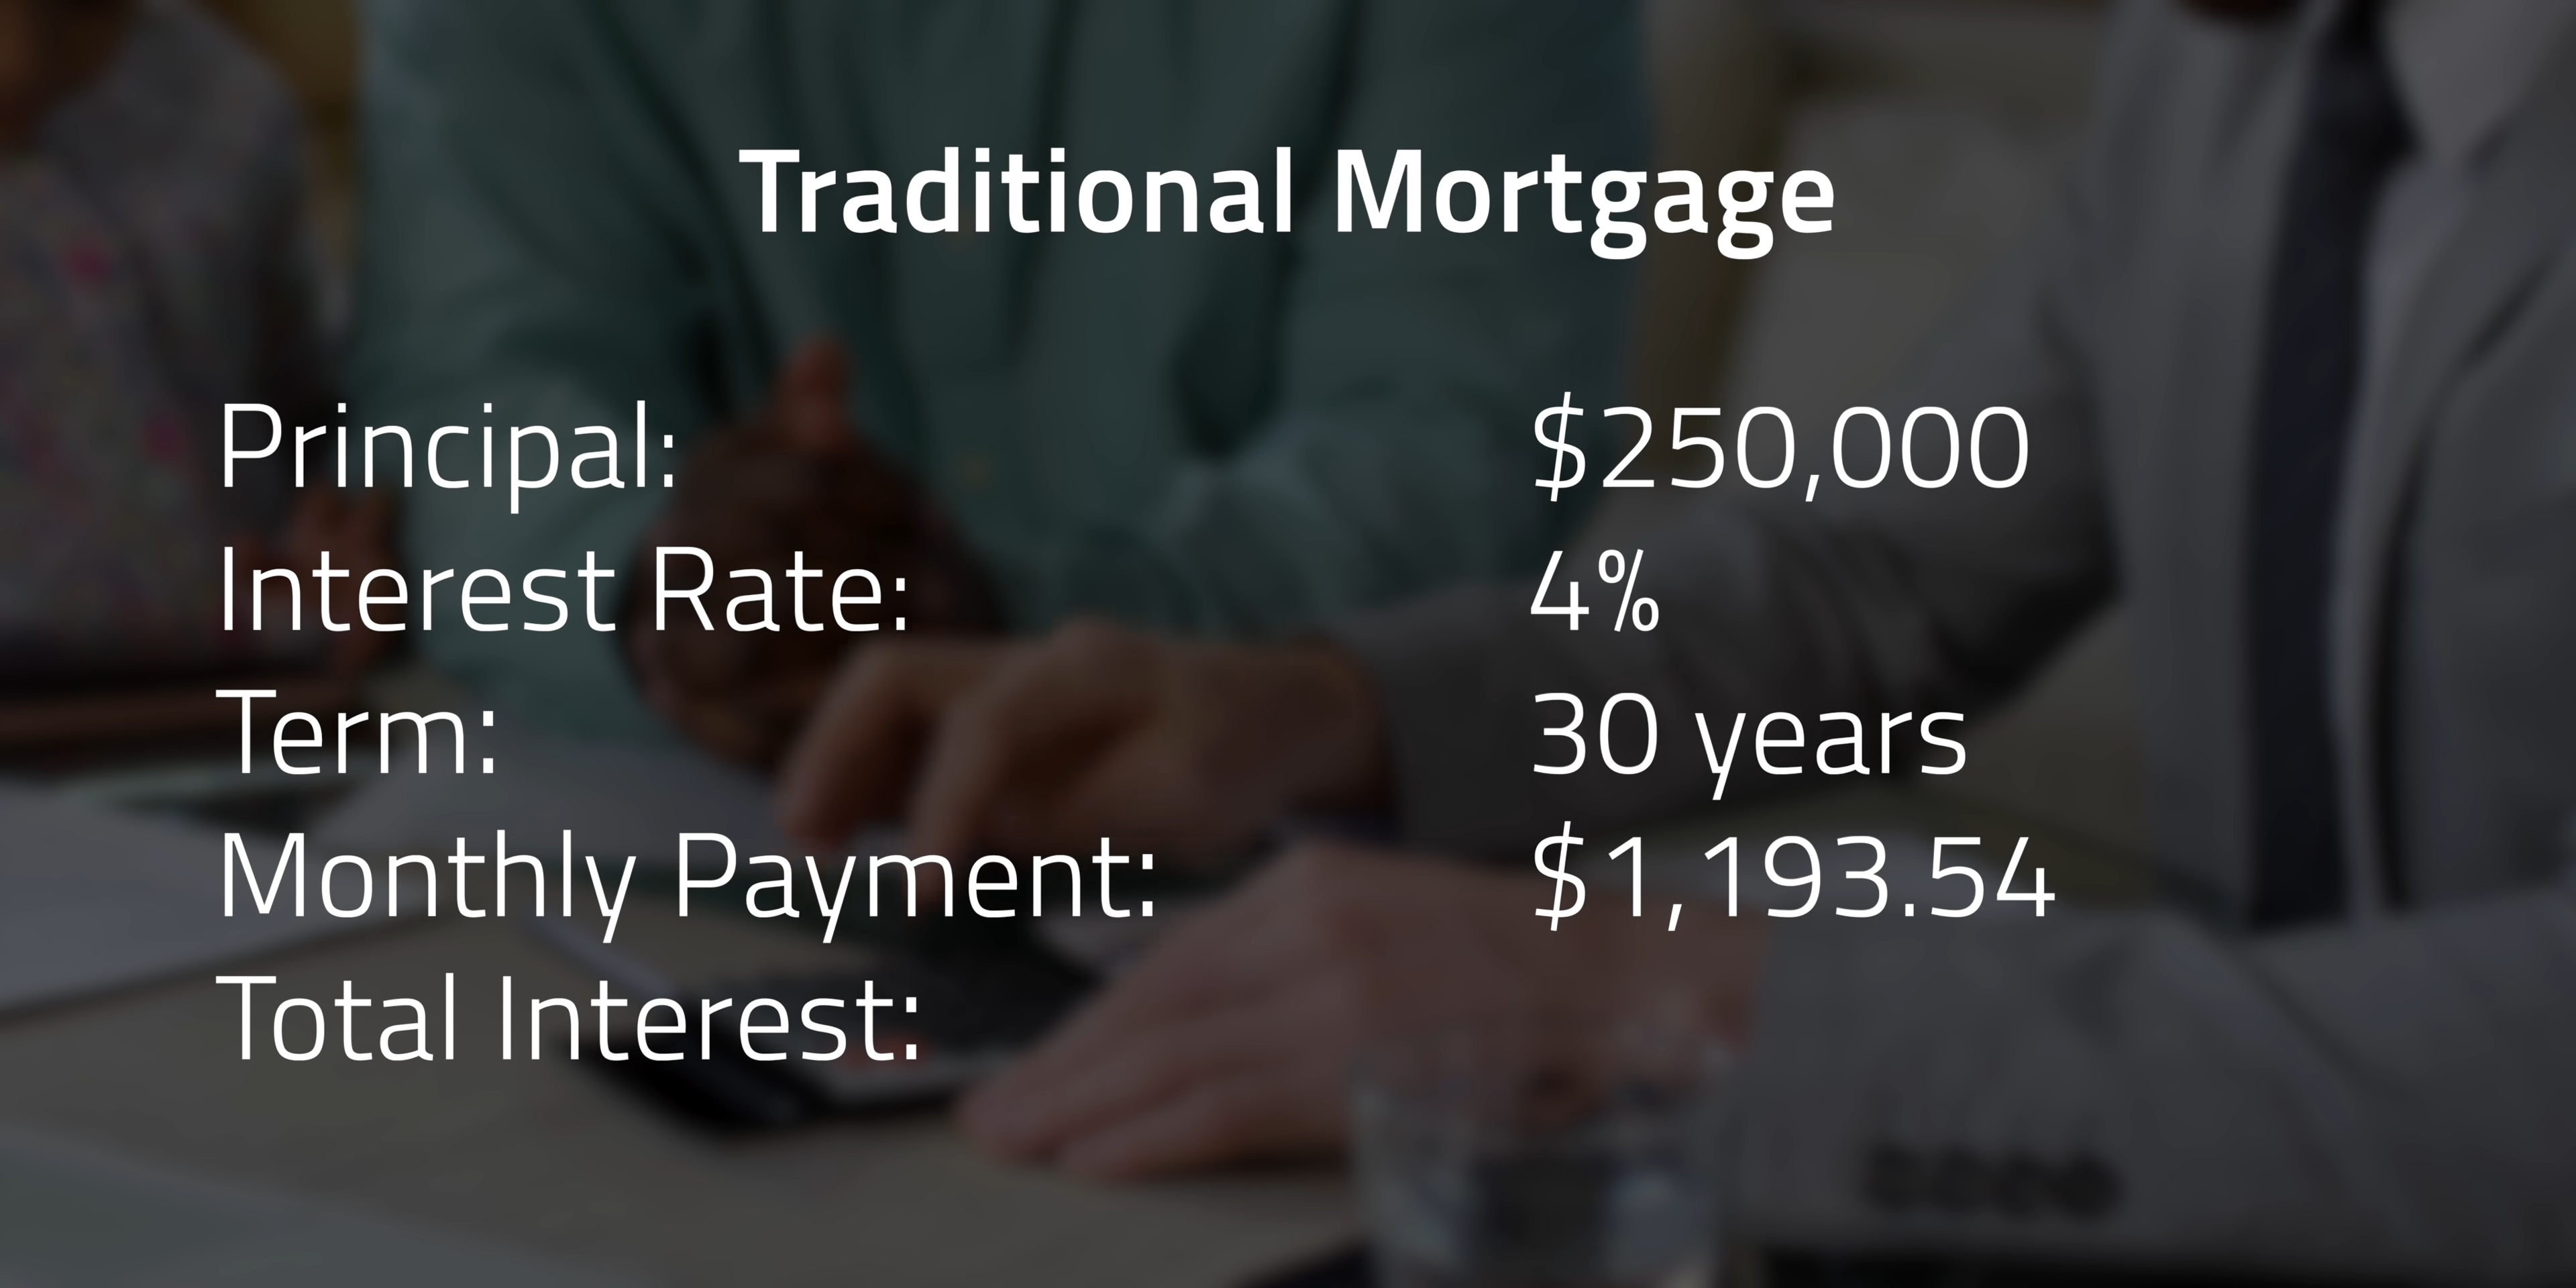 Traditional Mortgage
Principal: $250,000
Interest Rate: 4%
Term: 30 years
Monthly Payment: $1,193.54
Total Interest: